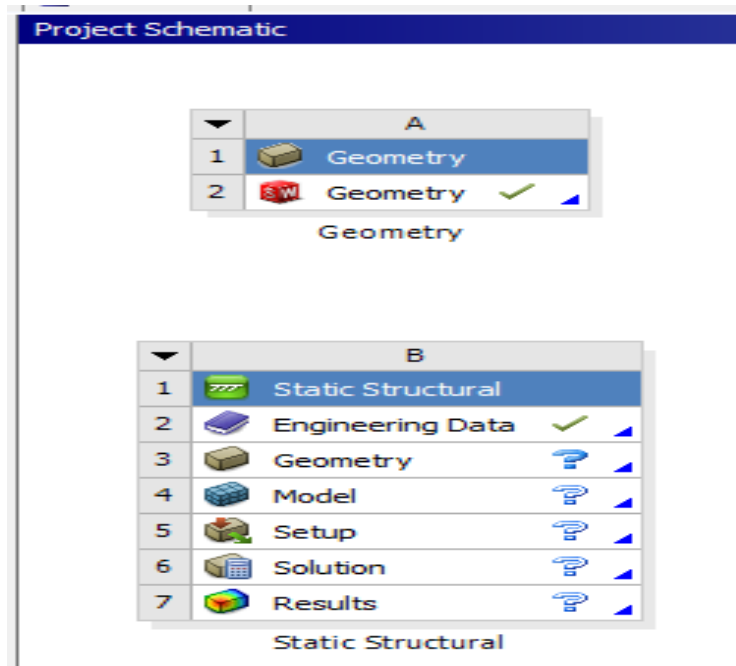 Project Schematic
A
1 Geometry
2 SW Geometry
Geometry
B
1 Static Structural
2 Engineering Data
3 Geometry ?
4 Model ?
5 Setup ?
6 Solution ?
7 Results ?
Static Structural